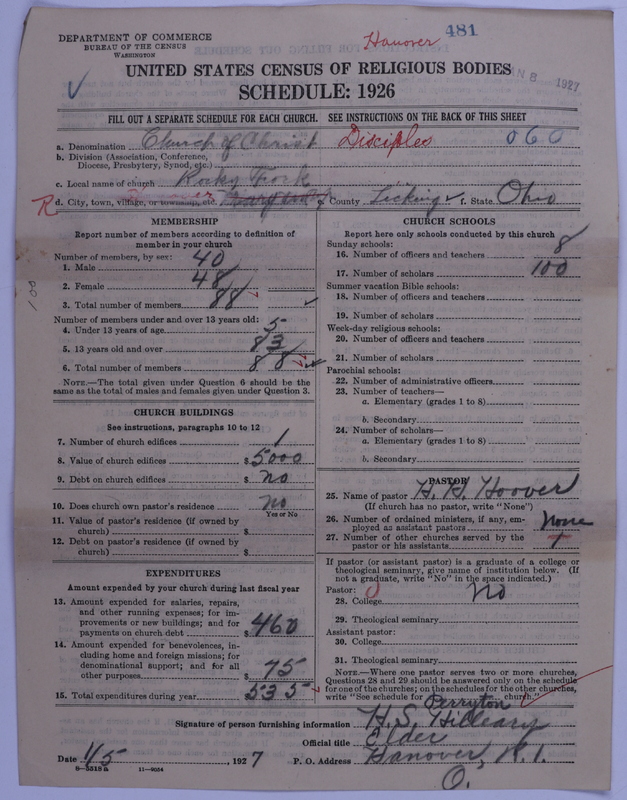 DEPARTMENT OF COMMERCE
BUREAU OF THE CENSUS
WASHINGTON
Hanover 481
UNITED STATES CENSUS OF RELIGIOUS BODIES
SCHEDULE: 1926
1927
FILL OUT A SEPARATE SCHEDULE FOR EACH CHURCH. SEE INSTRUCTIONS ON THE BACK OF THIS SHEET
a. Denomination Church of Christ Disciples 060
b. Division (Association, Conference, Diocese, Presbytery, Synod, etc.)
c. Local name of church Rocky Fork
R d. City, town, village, or township, etc. e. County Licking f. State Ohio
MEMBERSHIP
Report number of members according to definition of member in your church
Number of members, by sex:
1. Male 40
2. Female 48
3. Total number of members 88
Number of members under and over 13 years old:
4. Under 13 years of age 5
5. 13 years old and over 83
6. Total number of members 88
NOTE.—The total given under Question 6 should be the same as the total of males and females given under Question 3.
100
CHURCH BUILDINGS
See instructions, paragraphs 10 to 12
7. Number of church edifices 1
8. Value of church edifices $ 5000
9. Debt on church edifices $ no
10. Does church own pastor's residence no
Yes or No
11. Value of pastor's residence (if owned by church) $
12. Debt on pastor's residence (if owned by church) $
EXPENDITURES
Amount expended by your church during last fiscal year
13. Amount expended for salaries, repairs, and other running expenses; for improvements or new buildings; and for payments on church debt $ 460
14. Amount expended for benevolences, including home and foreign missions; for denominational support; and for all other purposes $ 75
15. Total expenditures during year $ 535
CHURCH SCHOOLS
Report here only schools conducted by this church
Sunday schools:
16. Number of officers and teachers 8
17. Number of scholars 100
Summer vacation Bible schools:
18. Number of officers and teachers
19. Number of scholars
Week-day religious schools:
20. Number of officers and teachers
21. Number of scholars
Parochial schools:
22. Number of administrative officers
23. Number of teachers—
a. Elementary (grades 1 to 8)
b. Secondary
24. Number of scholars—
a. Elementary (grades 1 to 8)
b. Secondary
PASTOR
25. Name of pastor H. H. Hoover
(If church has no pastor, write "None")
26. Number of ordained ministers, if any, employed as assistant pastors None
27. Number of other churches served by the pastor or his assistants 1
If pastor (or assistant pastor) is a graduate of a college or theological seminary, give name of institution below. (If not a graduate, write "No" in the space indicated.)
Pastor:
28. College No
29. Theological seminary
Assistant pastor:
30. College
31. Theological seminary
NOTE.—Where one pastor serves two or more churches, Questions 28 and 29 should be answered only on the schedule for one of the churches; on the schedules for the other churches, write "See schedule for Perryton church."
Signature of person furnishing information H. S. Hilleary
Official title Elder
Date 1/5, 1927 P. O. Address Hanover, R.1.
O.
8—5318a 11—9054